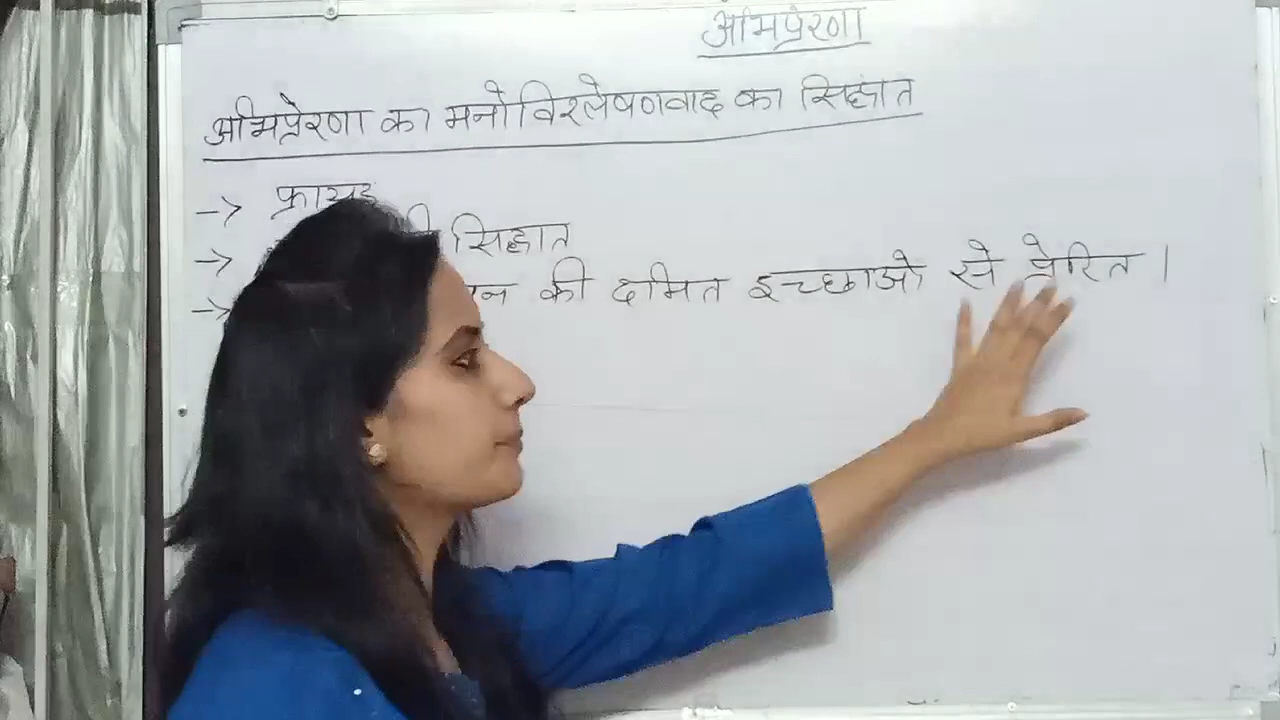 अभिप्रेरणा
अभिप्रेरणा का मनोविश्लेषणवाद का सिद्धांत
→ फ्रायड
→ सिद्धात
→ की दमित इच्छाओ से प्रेरित ।